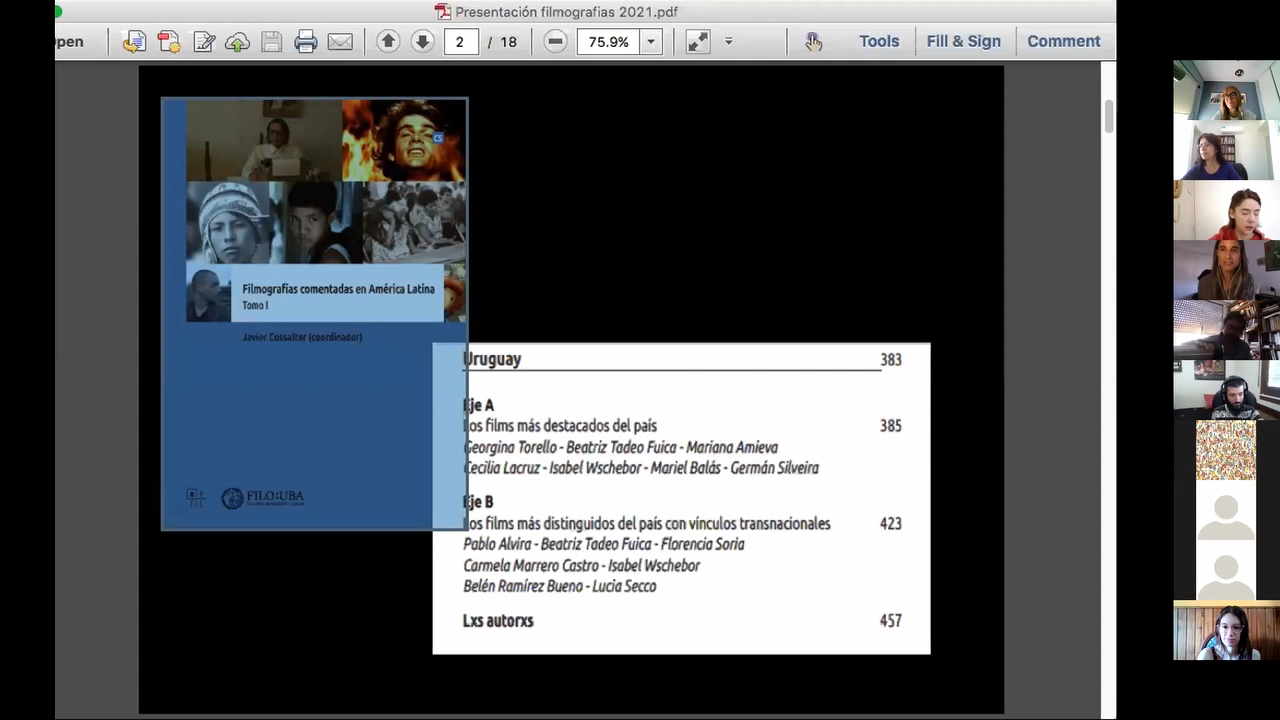 Presentación filmografias 2021.pdf
pen
2 / 18
75.9%
Tools
Fill & Sign
Comment
CS
Filmografías comentadas en América Latina
Tomo I
Javier Cossalter (coordinador)
FILO:UBA
Uruguay 383
Eje A
Los films más destacados del país 385
Georgina Torello - Beatriz Tadeo Fuica - Mariana Amieva
Cecilia Lacruz - Isabel Wschebor - Mariel Balás - Germán Silveira
Eje B
Los films más distinguidos del país con vínculos transnacionales 423
Pablo Alvira - Beatriz Tadeo Fuica - Florencia Soria
Carmela Marrero Castro - Isabel Wschebor
Belén Ramírez Bueno - Lucia Secco
Lxs autorxs 457